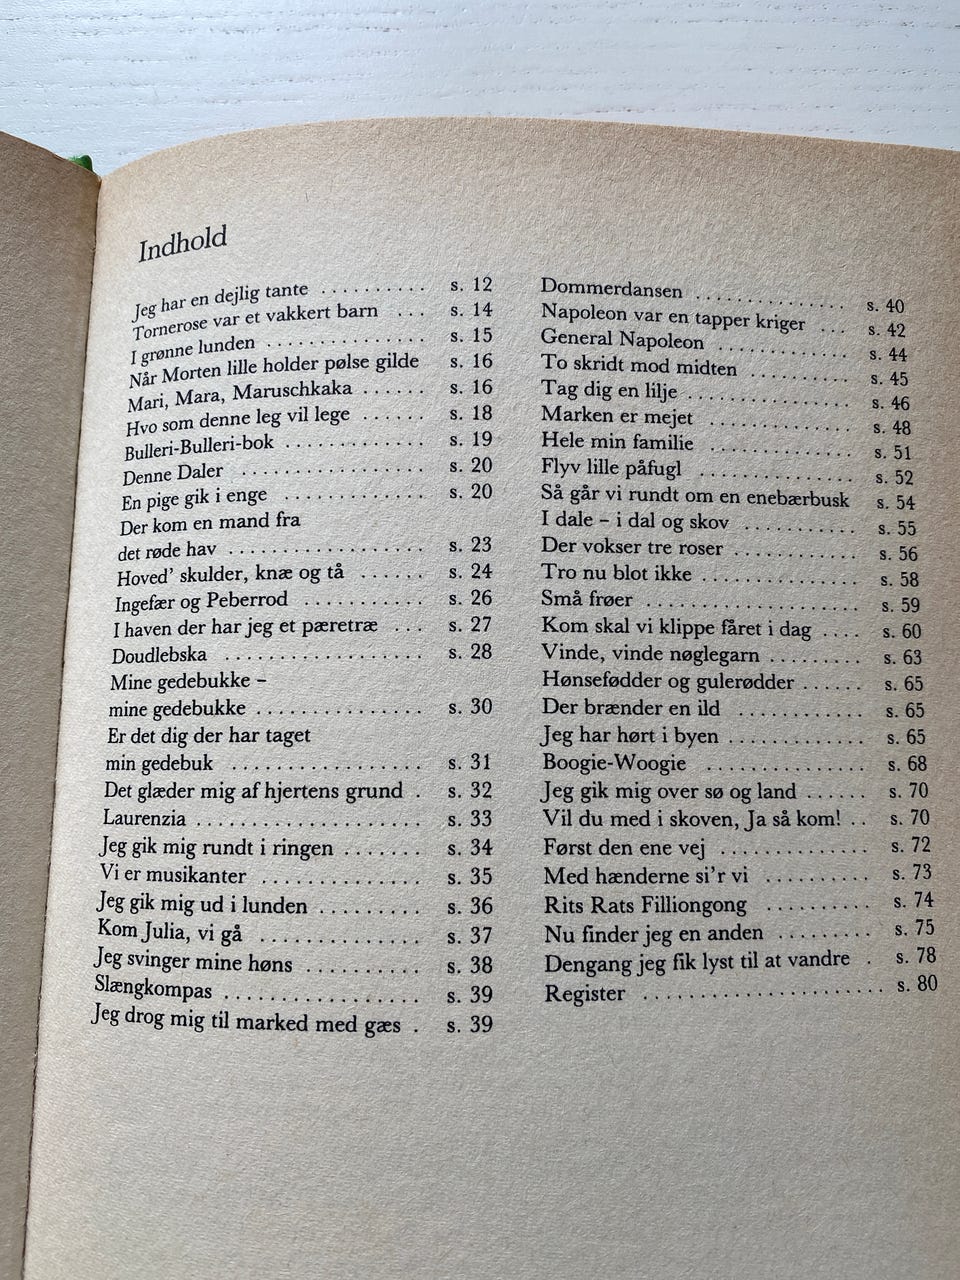 Indhold
Jeg har en dejlig tante .......... s. 12
Tornerose var et vakkert barn ... s. 14
I grønne lunden ............... s. 15
Når Morten lille holder pølse gilde s. 16
Mari, Mara, Maruschkaka ...... s. 16
Hvo som denne leg vil lege ...... s. 18
Bulleri-Bulleri-bok ............. s. 19
Denne Daler .................. s. 20
En pige gik i enge .............. s. 20
Der kom en mand fra
det røde hav .................. s. 23
Hoved' skulder, knæ og tå ...... s. 24
Ingefær og Peberrod ............ s. 26
I haven der har jeg et pæretræ ... s. 27
Doudlebska .................. s. 28
Mine gedebukke –
mine gedebukke ............... s. 30
Er det dig der har taget
min gedebuk ................. s. 31
Det glæder mig af hjertens grund . s. 32
Laurenzia .................... s. 33
Jeg gik mig rundt i ringen ....... s. 34
Vi er musikanter .............. s. 35
Jeg gik mig ud i lunden ......... s. 36
Kom Julia, vi gå .............. s. 37
Jeg svinger mine høns .......... s. 38
Slængkompas ................. s. 39
Jeg drog mig til marked med gæs . s. 39
Dommerdansen ............... s. 40
Napoleon var en tapper kriger ... s. 42
General Napoleon ............. s. 44
To skridt mod midten .......... s. 45
Tag dig en lilje ................ s. 46
Marken er mejet .............. s. 48
Hele min familie .............. s. 51
Flyv lille påfugl .............. s. 52
Så går vi rundt om en enebærbusk s. 54
I dale – i dal og skov .......... s. 55
Der vokser tre roser ............ s. 56
Tro nu blot ikke .............. s. 58
Små frøer .................... s. 59
Kom skal vi klippe fåret i dag .... s. 60
Vinde, vinde nøglegarn ......... s. 63
Hønsefødder og gulerødder ...... s. 65
Der brænder en ild ............ s. 65
Jeg har hørt i byen ............. s. 65
Boogie-Woogie ............... s. 68
Jeg gik mig over sø og land ...... s. 70
Vil du med i skoven, Ja så kom! .. s. 70
Først den ene vej .............. s. 72
Med hænderne si'r vi .......... s. 73
Rits Rats Filliongong .......... s. 74
Nu finder jeg en anden ......... s. 75
Dengang jeg fik lyst til at vandre . s. 78
Register ...................... s. 80